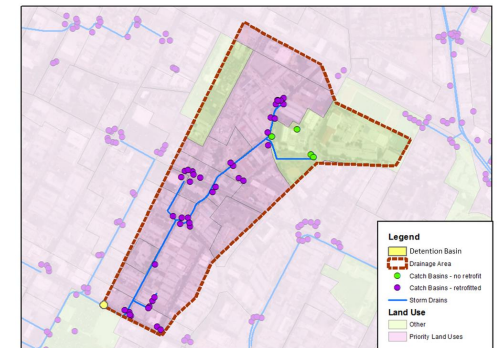 Legend
Detention Basin
Drainage Area
Catch Basins - no retrofit
Catch Basins - retrofitted
Storm Drains
Land Use
Other
Priority Land Uses